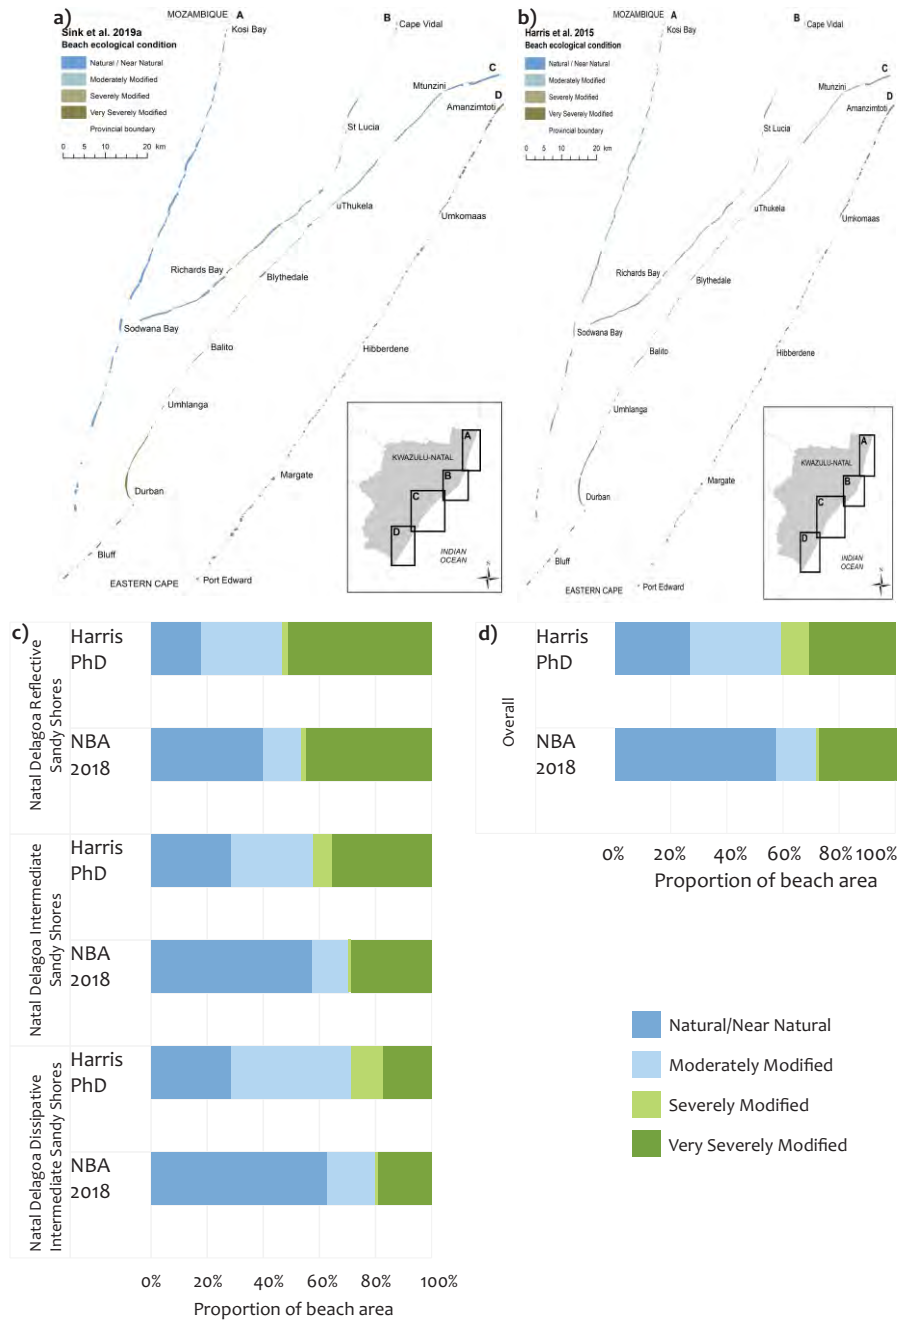 a)
Sink et al. 2019a
Beach ecological condition
Natural / Near Natural
Moderately Modified
Severely Modified
Very Severely Modified
Provincial boundary
0 5 10 20 km
MOZAMBIQUE A
Kosi Bay
B
Cape Vidal
C
Mtunzini
D
Amanzimtoti
St Lucia
uThukela
Umkomaas
Richards Bay
Blythedale
Sodwana Bay
Balito
Hibberdene
Umhlanga
Margate
Durban
Bluff
EASTERN CAPE
Port Edward
KWAZULU-NATAL
A
B
C
D
INDIAN
OCEAN
N
b)
Harris et al. 2015
Beach ecological condition
Natural / Near Natural
Moderately Modified
Severely Modified
Very Severely Modified
Provincial boundary
0 5 10 20 km
MOZAMBIQUE A
Kosi Bay
B
Cape Vidal
C
Mtunzini
D
Amanzimtoti
St Lucia
uThukela
Umkomaas
Richards Bay
Blythedale
Sodwana Bay
Balito
Hibberdene
Umhlanga
Margate
Durban
Bluff
EASTERN CAPE
Port Edward
KWAZULU-NATAL
A
B
C
D
INDIAN
OCEAN
N
c)
Natal Delagoa Reflective
Sandy Shores
Harris
PhD
NBA
2018
Natal Delagoa Intermediate
Sandy Shores
Harris
PhD
NBA
2018
Natal Delagoa Dissipative
Intermediate Sandy Shores
Harris
PhD
NBA
2018
0% 20% 40% 60% 80% 100%
Proportion of beach area
d)
Overall
Harris
PhD
NBA
2018
0% 20% 40% 60% 80% 100%
Proportion of beach area
Natural/Near Natural
Moderately Modified
Severely Modified
Very Severely Modified